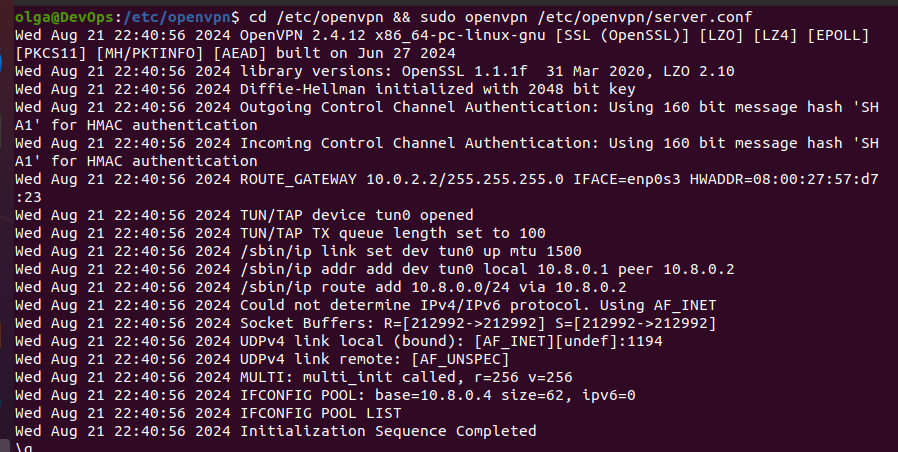 olga@DevOps:/etc/openvpn$ cd /etc/openvpn && sudo openvpn /etc/openvpn/server.conf
Wed Aug 21 22:40:56 2024 OpenVPN 2.4.12 x86_64-pc-linux-gnu [SSL (OpenSSL)] [LZO] [LZ4] [EPOLL]
[PKCS11] [MH/PKTINFO] [AEAD] built on Jun 27 2024
Wed Aug 21 22:40:56 2024 library versions: OpenSSL 1.1.1f  31 Mar 2020, LZO 2.10
Wed Aug 21 22:40:56 2024 Diffie-Hellman initialized with 2048 bit key
Wed Aug 21 22:40:56 2024 Outgoing Control Channel Authentication: Using 160 bit message hash 'SH
A1' for HMAC authentication
Wed Aug 21 22:40:56 2024 Incoming Control Channel Authentication: Using 160 bit message hash 'SH
A1' for HMAC authentication
Wed Aug 21 22:40:56 2024 ROUTE_GATEWAY 10.0.2.2/255.255.255.0 IFACE=enp0s3 HWADDR=08:00:27:57:d7
:23
Wed Aug 21 22:40:56 2024 TUN/TAP device tun0 opened
Wed Aug 21 22:40:56 2024 TUN/TAP TX queue length set to 100
Wed Aug 21 22:40:56 2024 /sbin/ip link set dev tun0 up mtu 1500
Wed Aug 21 22:40:56 2024 /sbin/ip addr add dev tun0 local 10.8.0.1 peer 10.8.0.2
Wed Aug 21 22:40:56 2024 /sbin/ip route add 10.8.0.0/24 via 10.8.0.2
Wed Aug 21 22:40:56 2024 Could not determine IPv4/IPv6 protocol. Using AF_INET
Wed Aug 21 22:40:56 2024 Socket Buffers: R=[212992->212992] S=[212992->212992]
Wed Aug 21 22:40:56 2024 UDPv4 link local (bound): [AF_INET][undef]:1194
Wed Aug 21 22:40:56 2024 UDPv4 link remote: [AF_UNSPEC]
Wed Aug 21 22:40:56 2024 MULTI: multi_init called, r=256 v=256
Wed Aug 21 22:40:56 2024 IFCONFIG POOL: base=10.8.0.4 size=62, ipv6=0
Wed Aug 21 22:40:56 2024 IFCONFIG POOL LIST
Wed Aug 21 22:40:56 2024 Initialization Sequence Completed